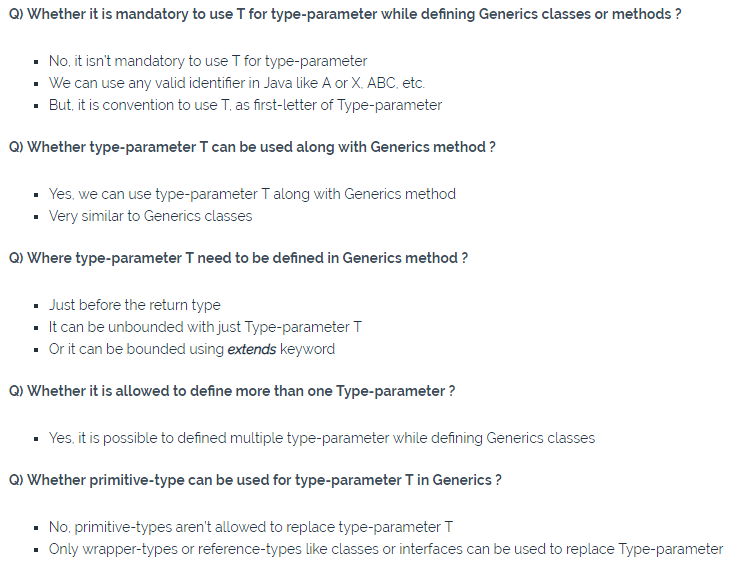 Q) Whether it is mandatory to use T for type-parameter while defining Generics classes or methods ?
▪ No, it isn't mandatory to use T for type-parameter
▪ We can use any valid identifier in Java like A or X, ABC, etc.
▪ But, it is convention to use T, as first-letter of Type-parameter
Q) Whether type-parameter T can be used along with Generics method ?
▪ Yes, we can use type-parameter T along with Generics method
▪ Very similar to Generics classes
Q) Where type-parameter T need to be defined in Generics method ?
▪ Just before the return type
▪ It can be unbounded with just Type-parameter T
▪ Or it can be bounded using extends keyword
Q) Whether it is allowed to define more than one Type-parameter ?
▪ Yes, it is possible to defined multiple type-parameter while defining Generics classes
Q) Whether primitive-type can be used for type-parameter T in Generics ?
▪ No, primitive-types aren't allowed to replace type-parameter T
▪ Only wrapper-types or reference-types like classes or interfaces can be used to replace Type-parameter